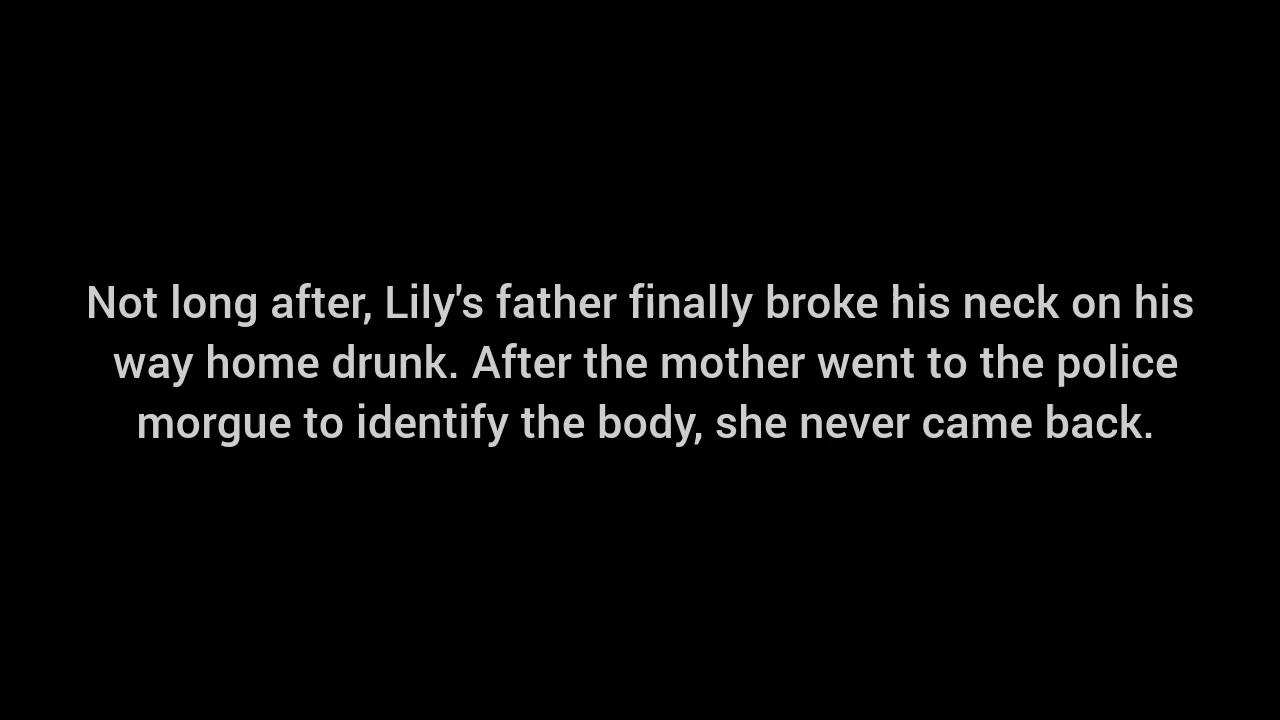 Not long after, Lily's father finally broke his neck on his
way home drunk. After the mother went to the police
morgue to identify the body, she never came back.